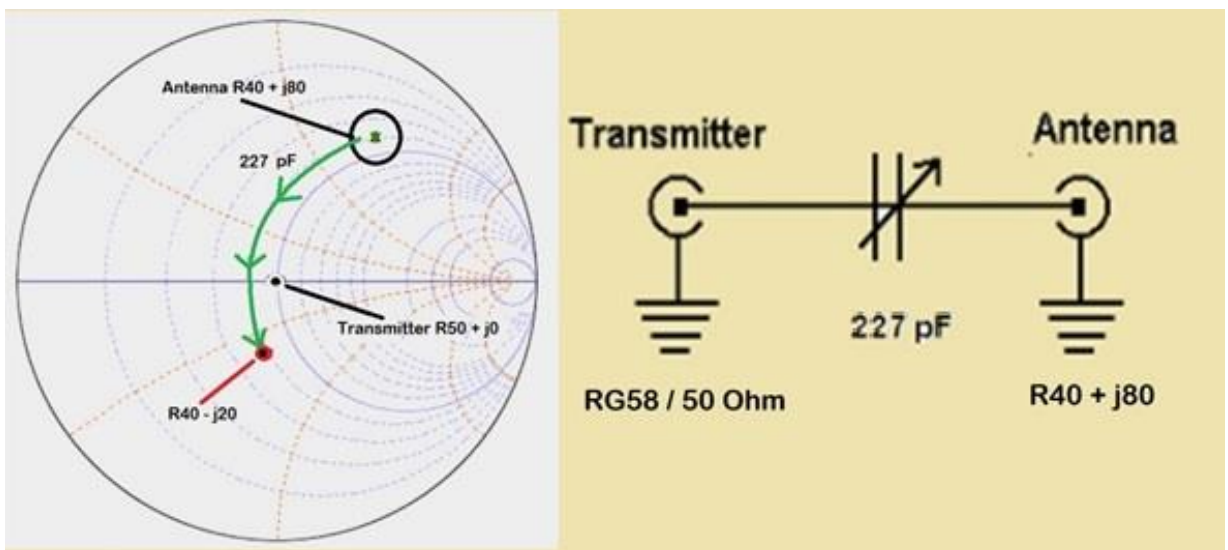 Antenna R40 + j80
227 pF
Transmitter R50 + j0
R40 - j20
Transmitter
Antenna
227 pF
RG58 / 50 Ohm
R40 + j80